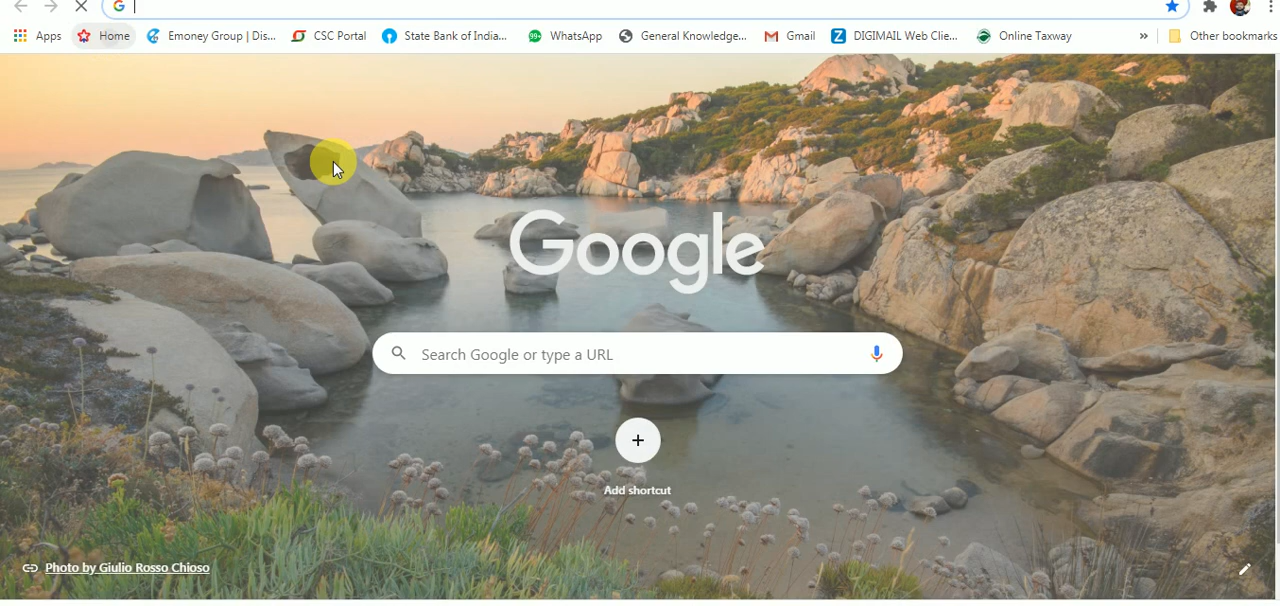 Apps Home Emoney Group | Dis... CSC Portal State Bank of India... 99+ WhatsApp General Knowledge... Gmail Z DIGIMAIL Web Clie... Online Taxway » Other bookmarks
Google
Search Google or type a URL
Add shortcut
Photo by Giulio Rosso Chioso